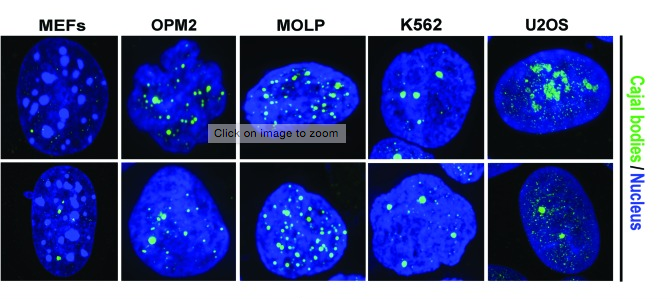 MEFs OPM2 MOLP K562 U2OS
Click on image to zoom
Cajal bodies/Nucleus